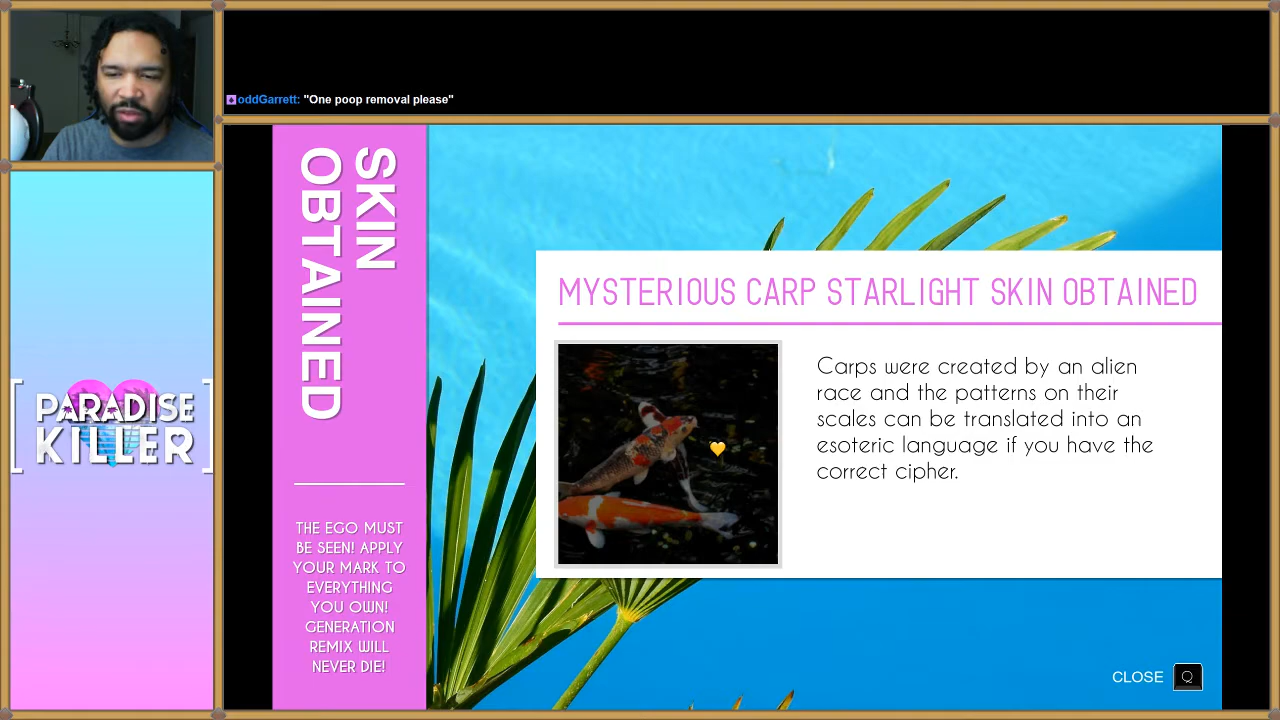 oddGarrett: "One poop removal please"
SKIN
OBTAINED
MYSTERIOUS CARP STARLIGHT SKIN OBTAINED
Carps were created by an alien
race and the patterns on their
scales can be translated into an
esoteric language if you have the
correct cipher.
PARADISE
KILLER
THE EGO MUST
BE SEEN! APPLY
YOUR MARK TO
EVERYTHING
YOU OWN!
GENERATION
REMIX WILL
NEVER DIE!
CLOSE Q